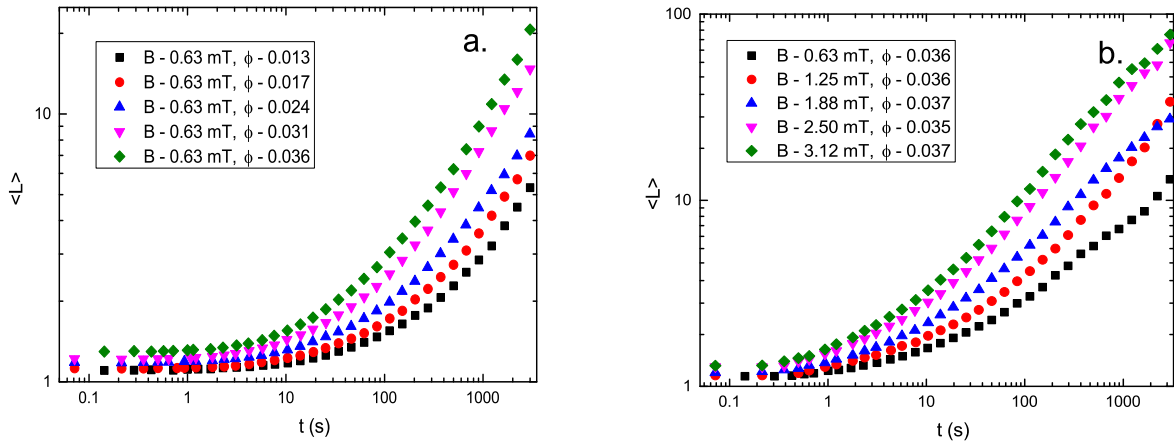 a.
B - 0.63 mT, ϕ - 0.013
B - 0.63 mT, ϕ - 0.017
B - 0.63 mT, ϕ - 0.024
B - 0.63 mT, ϕ - 0.031
B - 0.63 mT, ϕ - 0.036
10
1
<L>
0.1 1 10 100 1000
t (s)
b.
B - 0.63 mT, ϕ - 0.036
B - 1.25 mT, ϕ - 0.036
B - 1.88 mT, ϕ - 0.037
B - 2.50 mT, ϕ - 0.035
B - 3.12 mT, ϕ - 0.037
100
10
1
<L>
0.1 1 10 100 1000
t (s)